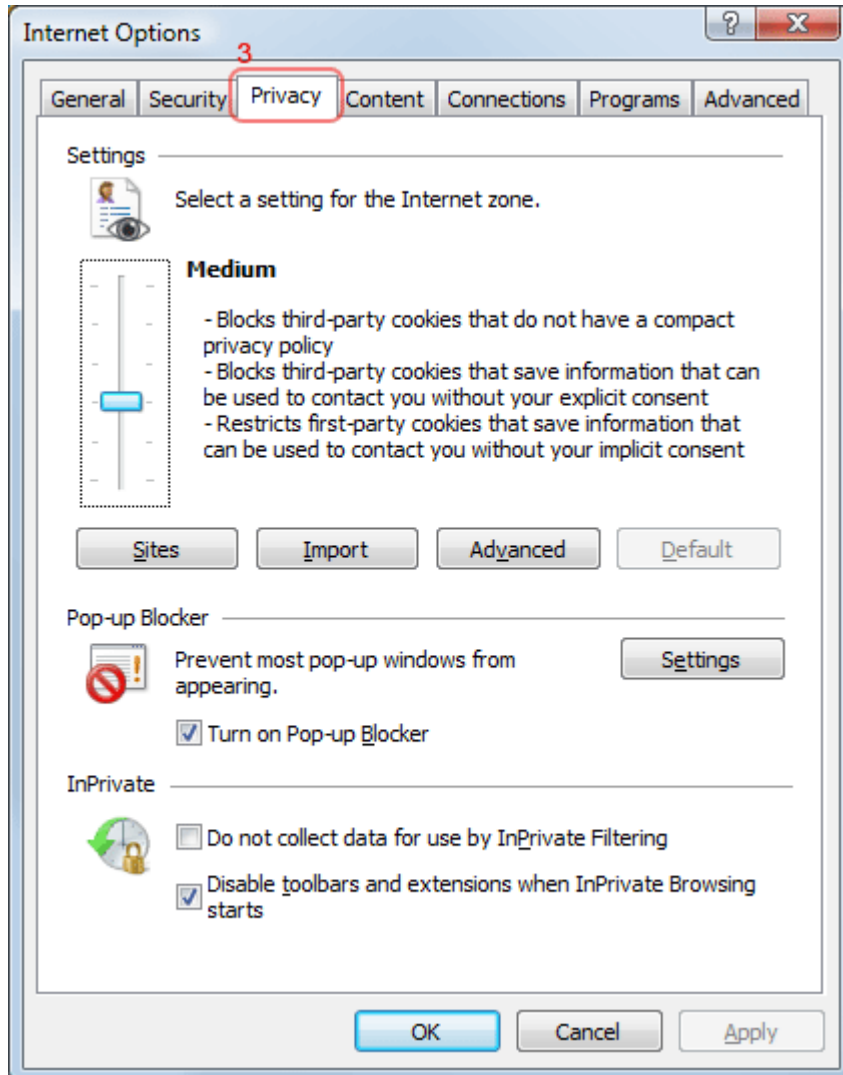 Internet Options
3
General Security Privacy Content Connections Programs Advanced
Settings
Select a setting for the Internet zone.
Medium
- Blocks third-party cookies that do not have a compact
privacy policy
- Blocks third-party cookies that save information that can
be used to contact you without your explicit consent
- Restricts first-party cookies that save information that
can be used to contact you without your implicit consent
Sites Import Advanced Default
Pop-up Blocker
Prevent most pop-up windows from
appearing.
Settings
Turn on Pop-up Blocker
InPrivate
Do not collect data for use by InPrivate Filtering
Disable toolbars and extensions when InPrivate Browsing
starts
OK Cancel Apply